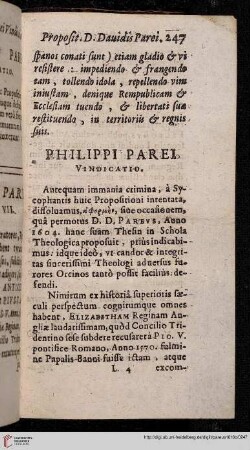 Proposit. D. Davidis Parei. 247
spanos conati sunt) etiam gladio & vi
resistere: impediendo & frangendo
eam, tollendo idola, repellendo vim
iniustam, denique Rempublicam &
Ecclesiam tuendo, & libertati suæ
restituendo, in territoriis & regnis
suis.
PHILIPPI PAREI,
VINDICATIO.
Antequam immania crimina, à Sy-
cophantis huic Propositioni intentata,
dissoluamus, sive occasionem,
quâ permotus D. D. PAREVS, Anno
1604. hanc suam Thesin in Schola
Theologica proposuit, priùs indicabi-
mus: idque ideò, vt candor & integri-
tas sincerissimi Theologi adversus fu-
rores Orcinos tantò possit faciliùs de-
fendi.
Nimirum ex historiâ superioris se-
culi perspectum cognitumque omnes
habent, ELIZABETHAM Reginam An-
gliæ laudatissimam, quòd Concilio Tri-
dentino sese subdere recusaret à PIO. V.
pontifice Romano, Anno 1570. fulmi-
ne Papalis-Banni fuisse ictam, atque
L 4 excom-